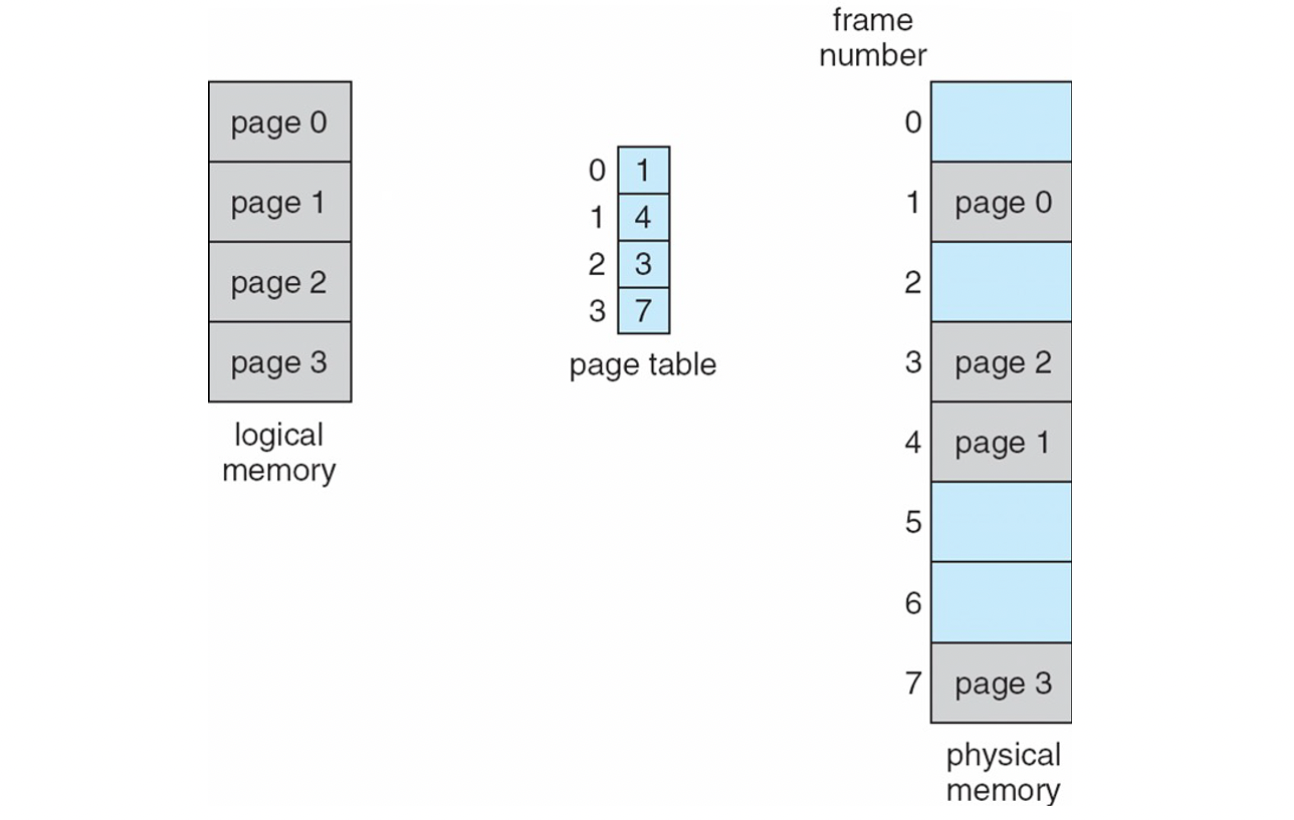 page 0
page 1
page 2
page 3
logical
memory
0 1
1 4
2 3
3 7
page table
frame
number
0
1 page 0
2
3 page 2
4 page 1
5
6
7 page 3
physical
memory